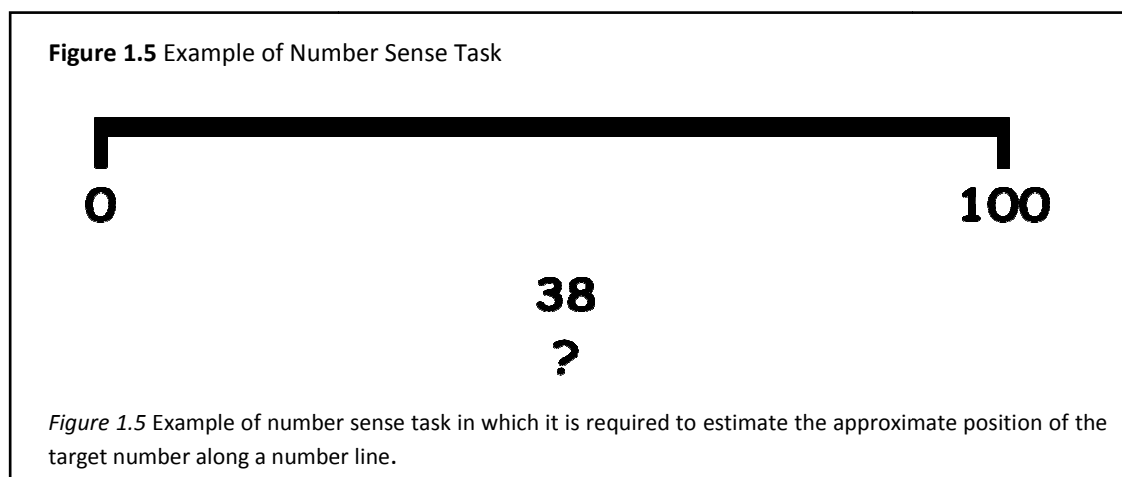 Figure 1.5 Example of Number Sense Task
0 100
38
?
Figure 1.5 Example of number sense task in which it is required to estimate the approximate position of the
target number along a number line.